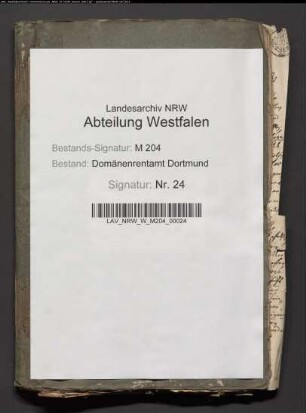 Landesarchiv NRW
Abteilung Westfalen
Bestands-Signatur: M 204
Bestand: Domänenrentamt Dortmund
Signatur: Nr. 24
LAV_NRW_W_M204_00024